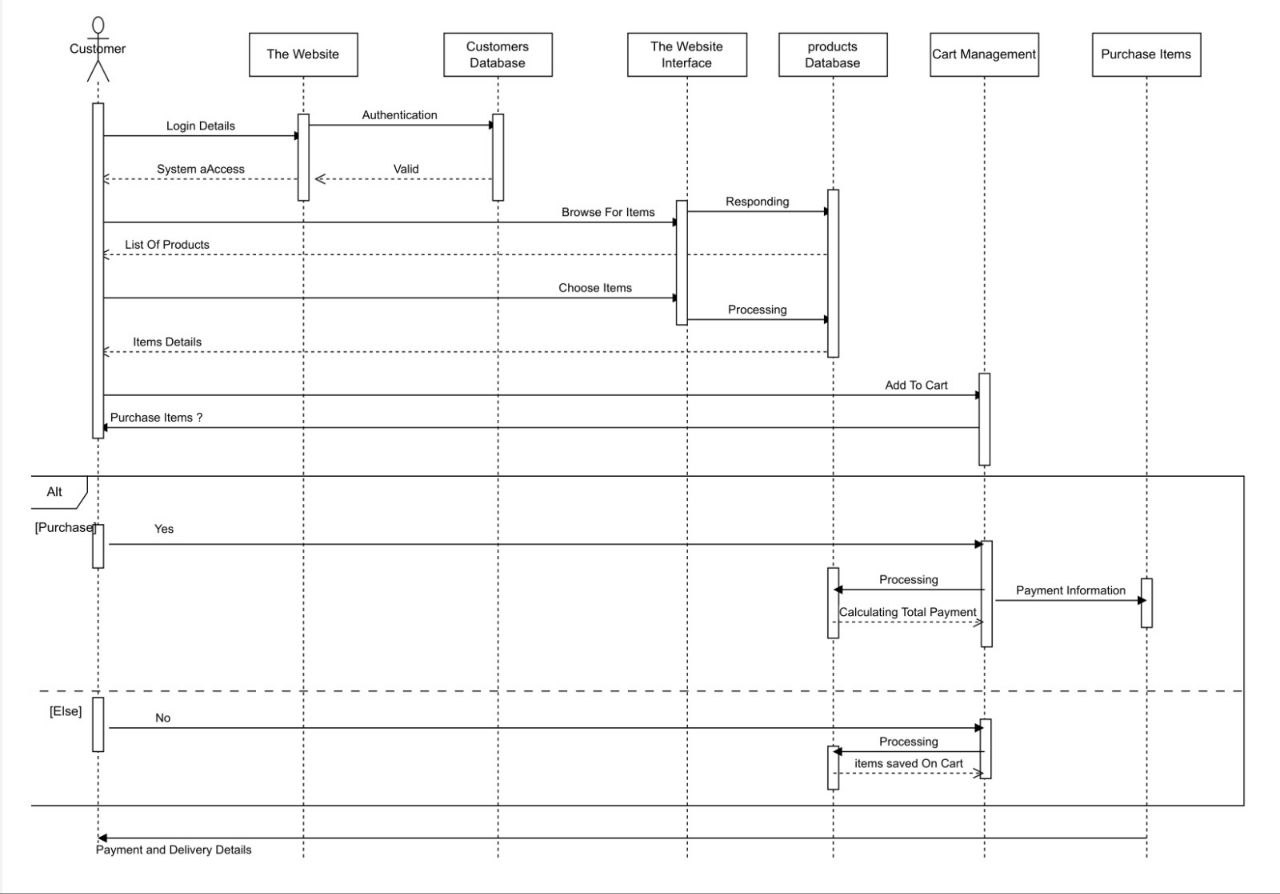 Customer
The Website
Customers
Database
The Website
Interface
products
Database
Cart Management
Purchase Items
Authentication
Login Details
System aAccess
Valid
Responding
Browse For Items
List Of Products
Choose Items
Processing
Items Details
Add To Cart
Purchase Items ?
Alt
[Purchase]
Yes
Processing
Payment Information
Calculating Total Payment
[Else]
No
Processing
items saved On Cart
Payment and Delivery Details